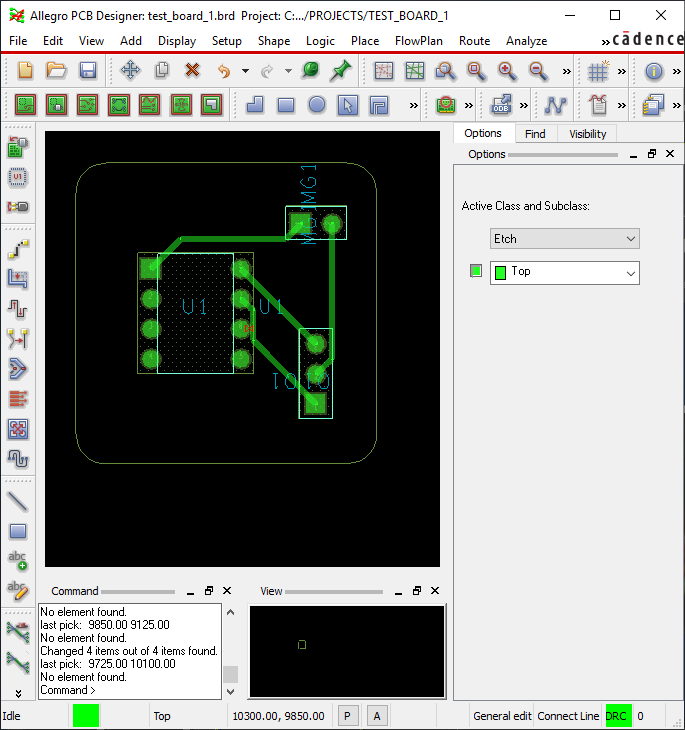 Allegro PCB Designer: test_board_1.brd  Project: C:.../PROJECTS/TEST_BOARD_1
File Edit View Add Display Setup Shape Logic Place FlowPlan Route Analyze » cādence
Options Find Visibility
Options
Active Class and Subclass:
Etch
Top
MG1
MG1
U1 U1
Q1 Q1
Command
View
No element found.
last pick:  9850.00 9125.00
No element found.
Changed 4 items out of 4 items found.
last pick:  9725.00 10100.00
No element found.
Command >
Idle Top 10300.00, 9850.00 P A General edit Connect Line DRC 0